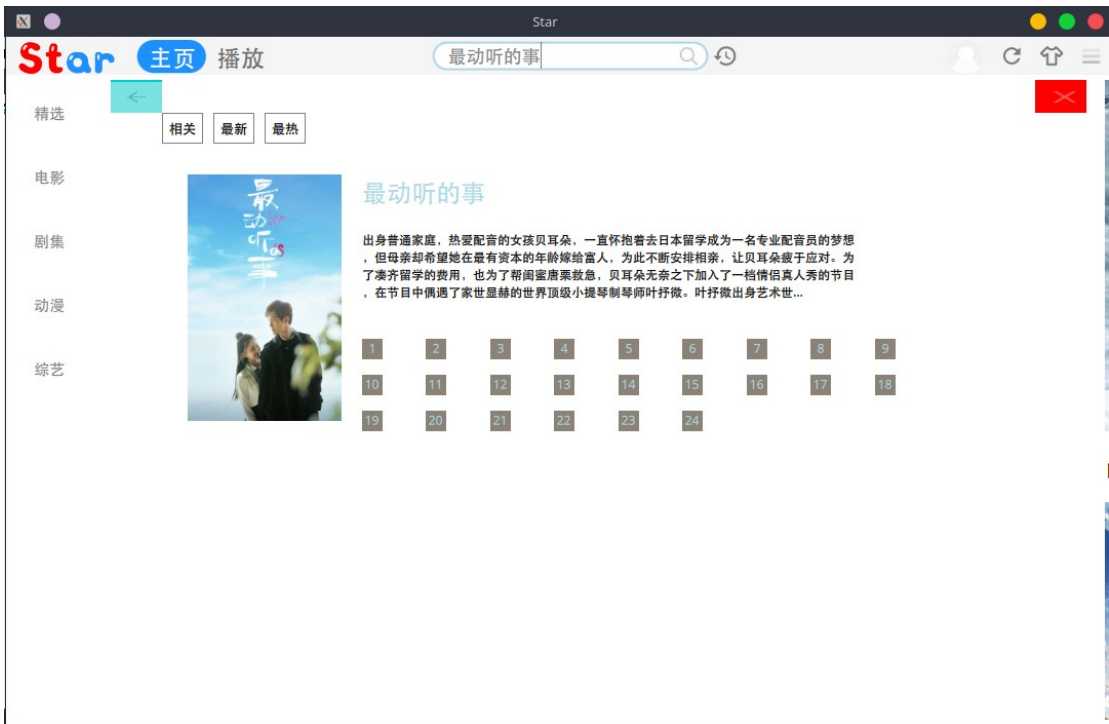 Star
Star 主页 播放 最动听的事
精选
电影
剧集
动漫
综艺
相关 最新 最热
最动听的事
最动听的事
出身普通家庭，热爱配音的女孩贝耳朵，一直怀抱着去日本留学成为一名专业配音员的梦想
，但母亲却希望她在最有资本的年龄嫁给富人，为此不断安排相亲，让贝耳朵疲于应对。为
了凑齐留学的费用，也为了帮闺蜜唐栗救急，贝耳朵无奈之下加入了一档情侣真人秀的节目
，在节目中偶遇了家世显赫的世界顶级小提琴制琴师叶抒微。叶抒微出身艺术世...
1 2 3 4 5 6 7 8 9
10 11 12 13 14 15 16 17 18
19 20 21 22 23 24